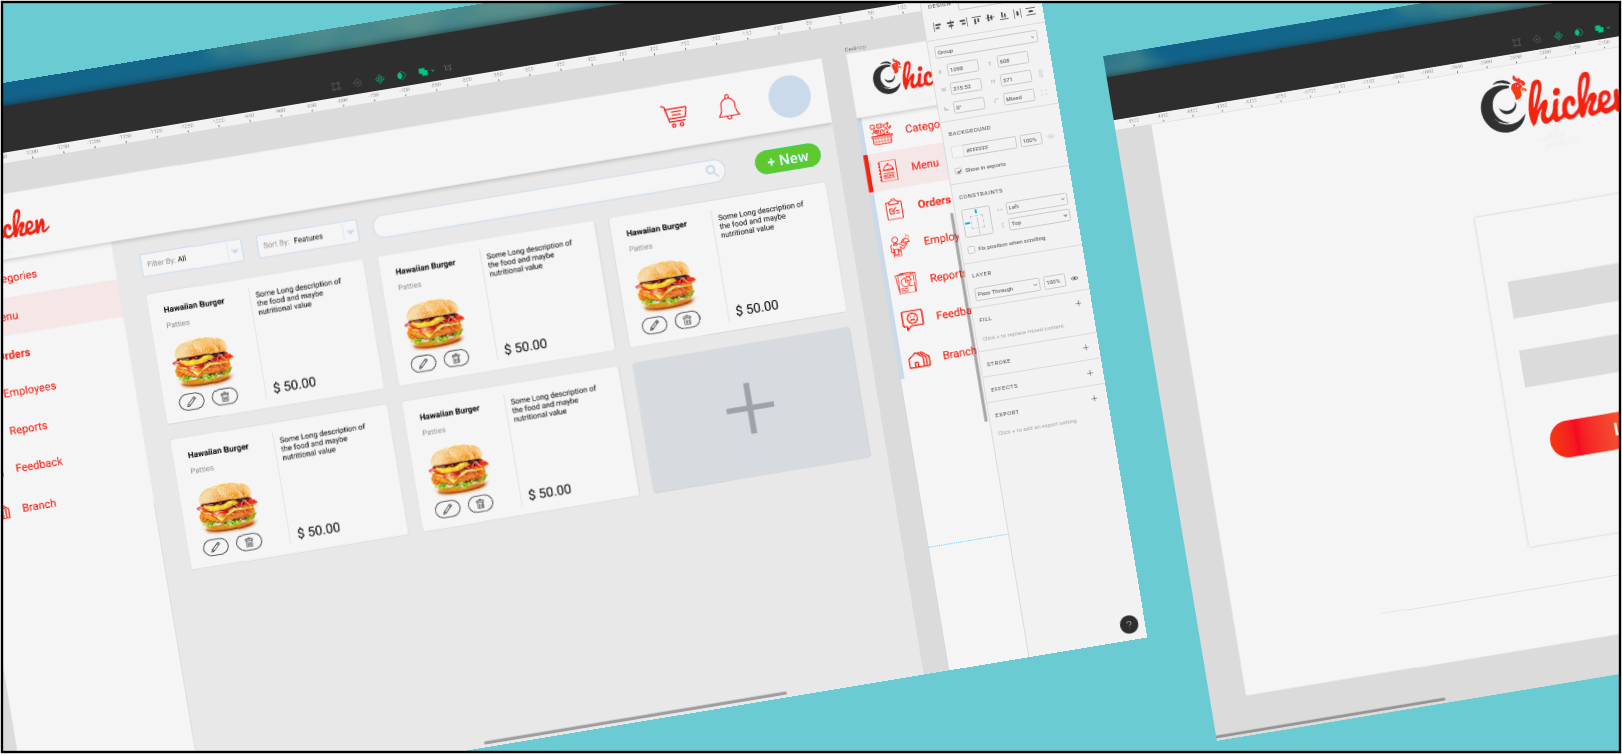 cken
egories
enu
rders
Employees
Reports
Feedback
Branch
Filter By: All
Sort By: Features
+ New
Hawaiian Burger
Patties
Some Long description of
the food and maybe
nutritional value
$ 50.00
Hawaiian Burger
Patties
Some Long description of
the food and maybe
nutritional value
$ 50.00
Hawaiian Burger
Patties
Some Long description of
the food and maybe
nutritional value
$ 50.00
Hawaiian Burger
Patties
Some Long description of
the food and maybe
nutritional value
$ 50.00
Hawaiian Burger
Patties
Some Long description of
the food and maybe
nutritional value
$ 50.00
Desktop
Chic
Catego
Menu
Orders
Employ
Report
Feedba
Branch
DESIGN
Group
X 1098 Y 508
W 315.52 H 371
0° Mixed
BACKGROUND
#EFEFEF 100%
Show in exports
CONSTRAINTS
Left
Top
Fix position when scrolling
LAYER
Pass Through 100%
FILL
Click + to replace mixed content
STROKE
EFFECTS
EXPORT
Click + to add an export setting
?
Chicken